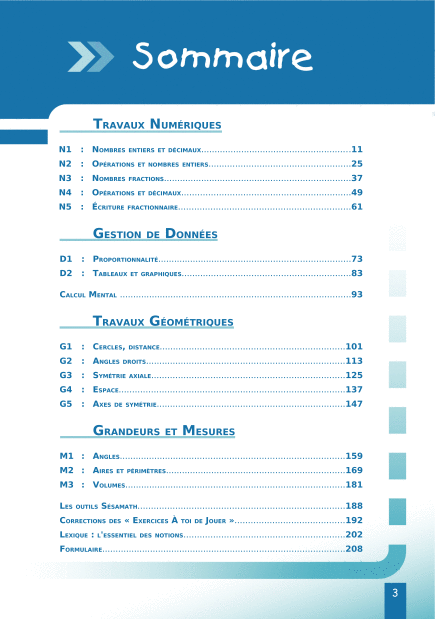 Sommaire
Travaux Numériques
N1 : Nombres entiers et décimaux.....11
N2 : Opérations et nombres entiers.....25
N3 : Nombres fractions.....37
N4 : Opérations et décimaux.....49
N5 : Écriture fractionnaire.....61
Gestion de Données
D1 : Proportionnalité.....73
D2 : Tableaux et graphiques.....83
Calcul Mental .....93
Travaux Géométriques
G1 : Cercles, distance.....101
G2 : Angles droits.....113
G3 : Symétrie axiale.....125
G4 : Espace.....137
G5 : Axes de symétrie.....147
Grandeurs et Mesures
M1 : Angles.....159
M2 : Aires et périmètres.....169
M3 : Volumes.....181
Les outils Sésamath.....188
Corrections des « Exercices À toi de Jouer ».....192
Lexique : l'essentiel des notions.....202
Formulaire.....208
3